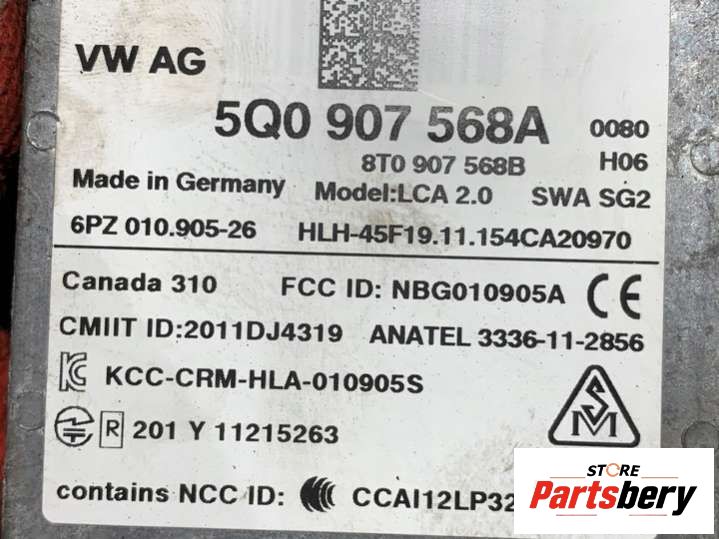 VW AG
5Q0 907 568A 0080
8T0 907 568B H06
Made in Germany Model:LCA 2.0 SWA SG2
6PZ 010.905-26 HLH-45F19.11.154CA20970
Canada 310 FCC ID: NBG010905A CE
CMIIT ID:2011DJ4319 ANATEL 3336-11-2856
KCC-CRM-HLA-010905S
R 201 Y 11215263
SM
contains NCC ID: CCAI12LP32
STORE
Partsbery